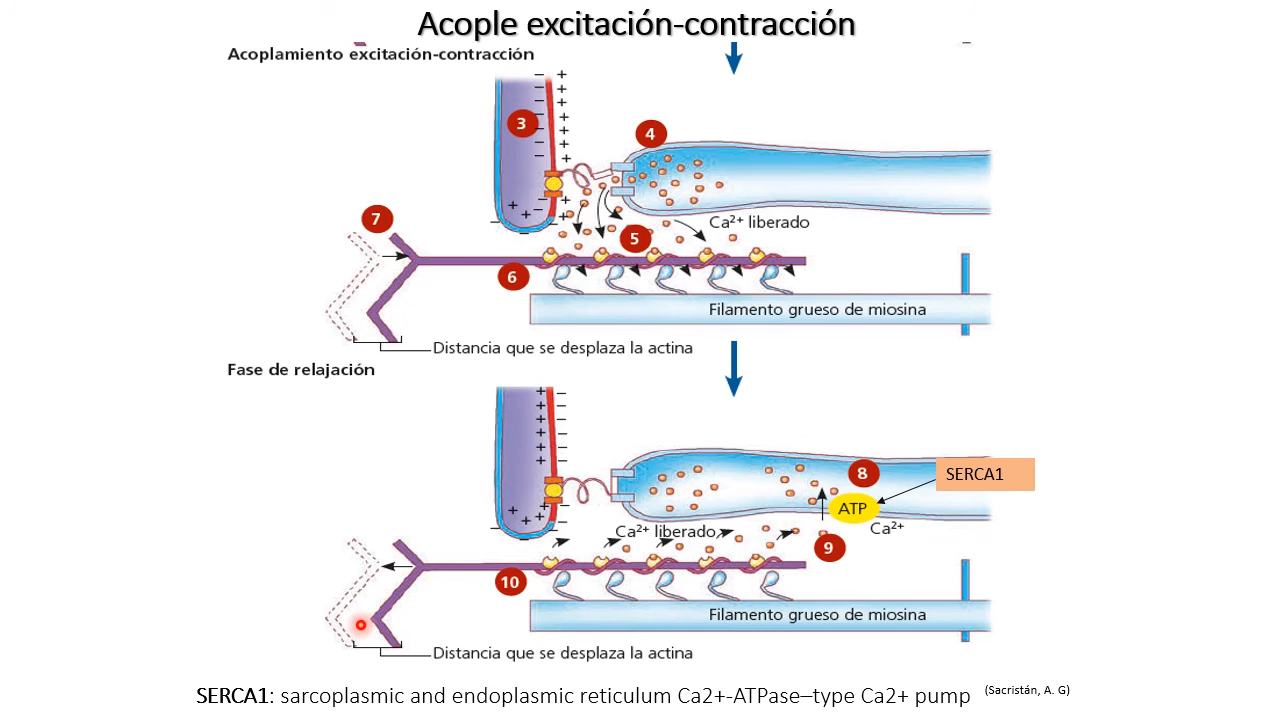 Acople excitación-contracción
Acoplamiento excitación-contracción
3
4
7
Ca²⁺ liberado
5
6
Filamento grueso de miosina
Distancia que se desplaza la actina
Fase de relajación
8
SERCA1
ATP
Ca²⁺ liberado
Ca²⁺
9
10
Filamento grueso de miosina
Distancia que se desplaza la actina
SERCA1: sarcoplasmic and endoplasmic reticulum Ca2+-ATPase–type Ca2+ pump (Sacristán, A. G)